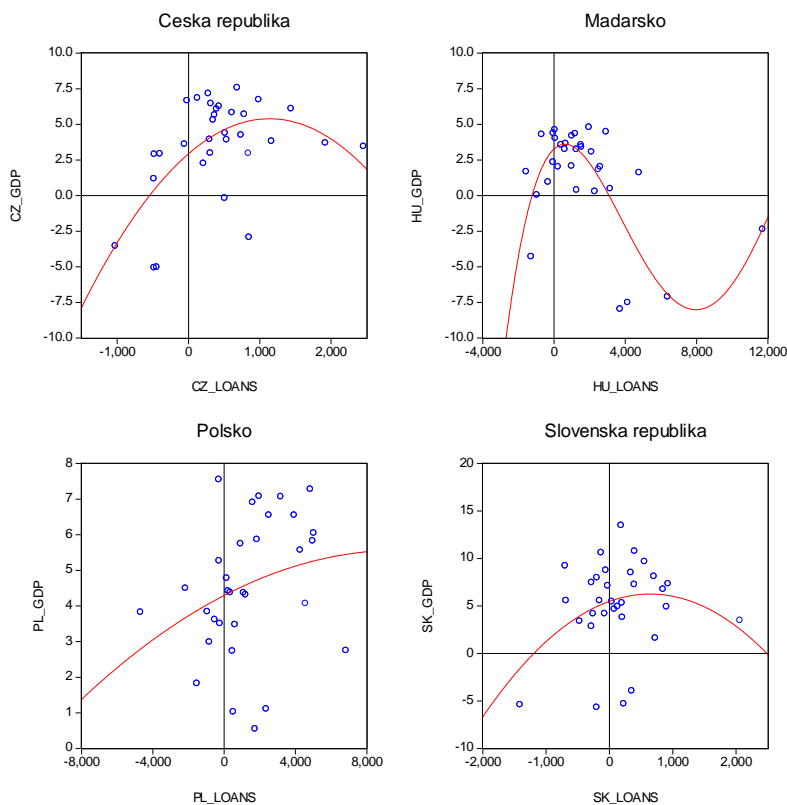 Ceska republika
10.0
7.5
5.0
2.5
0.0
-2.5
-5.0
-7.5
-10.0
CZ_GDP
-1,000 0 1,000 2,000
CZ_LOANS
Madarsko
10.0
7.5
5.0
2.5
0.0
-2.5
-5.0
-7.5
-10.0
HU_GDP
-4,000 0 4,000 8,000 12,000
HU_LOANS
Polsko
8
7
6
5
4
3
2
1
0
PL_GDP
-8,000 -4,000 0 4,000 8,000
PL_LOANS
Slovenska republika
20
15
10
5
0
-5
-10
SK_GDP
-2,000 -1,000 0 1,000 2,000
SK_LOANS